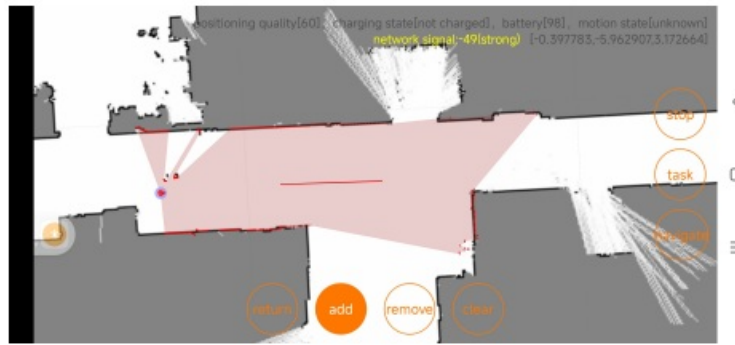 positioning quality[60], charging state[not charged], battery[98], motion state[unknown]
network signal:-49(strong) [-0.397783,-5.962907,3.172664]
stop
task
return
add
remove
clear